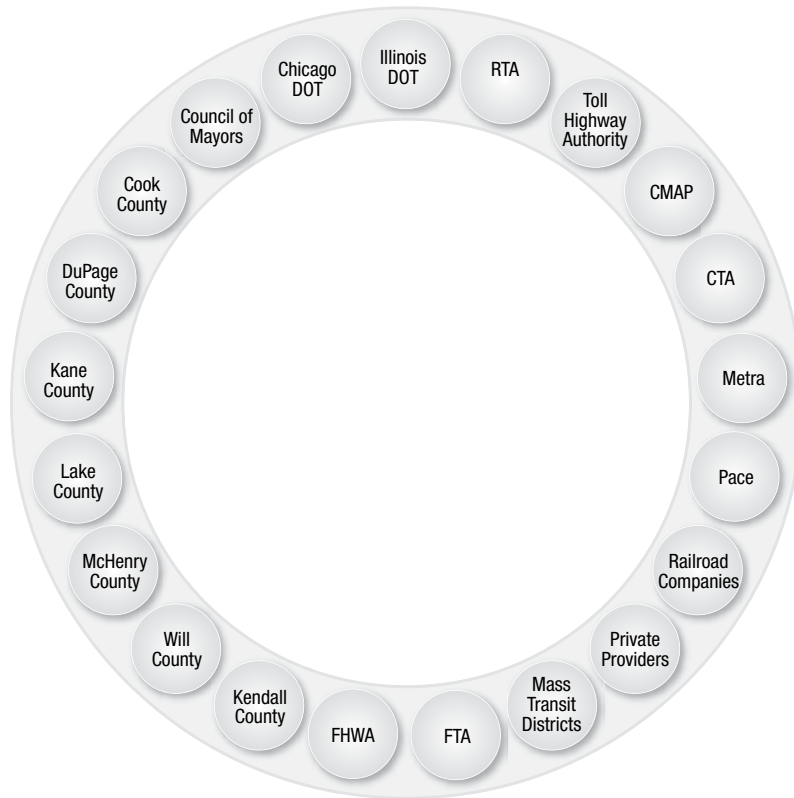 Illinois
DOT
RTA
Toll
Highway
Authority
CMAP
CTA
Metra
Pace
Railroad
Companies
Private
Providers
Mass
Transit
Districts
FTA
FHWA
Kendall
County
Will
County
McHenry
County
Lake
County
Kane
County
DuPage
County
Cook
County
Council of
Mayors
Chicago
DOT